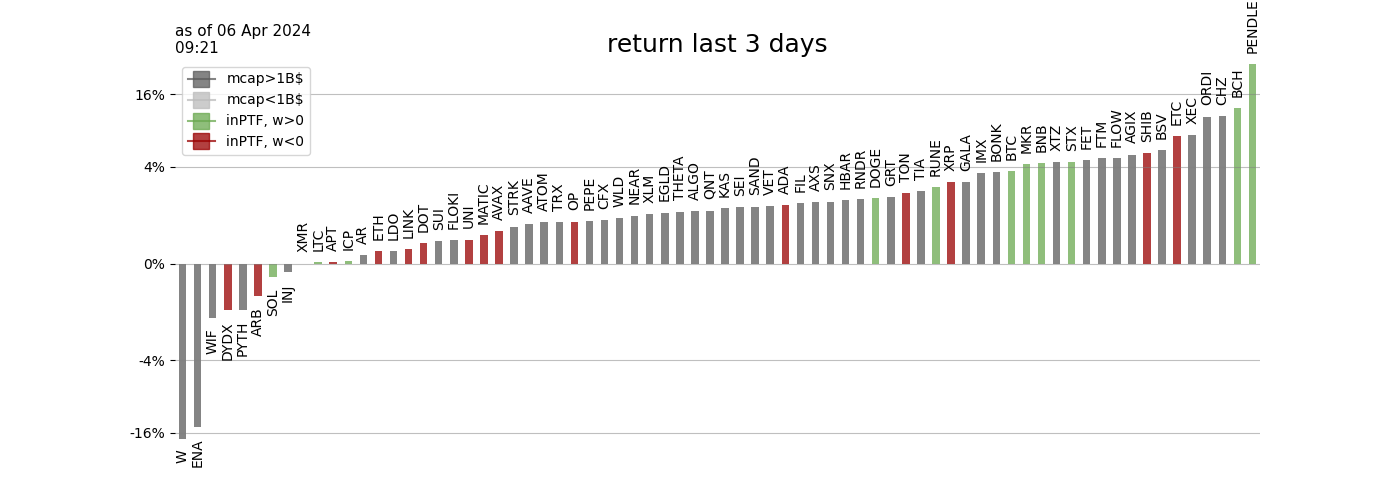 as of 06 Apr 2024
09:21
return last 3 days
mcap>1B$
mcap<1B$
inPTF, w>0
inPTF, w<0
16%
4%
0%
-4%
-16%
W
ENA
WIF
DYDX
PYTH
ARB
SOL
INJ
XMR
LTC
APT
ICP
AR
ETH
LDO
LINK
DOT
SUI
FLOKI
UNI
MATIC
AVAX
STRK
AAVE
ATOM
TRX
OP
PEPE
CFX
WLD
NEAR
XLM
EGLD
THETA
ALGO
QNT
KAS
SEI
SAND
VET
ADA
FIL
AXS
SNX
HBAR
RNDR
DOGE
GRT
TON
TIA
RUNE
XRP
GALA
IMX
BONK
BTC
MKR
BNB
XTZ
STX
FET
FTM
FLOW
AGIX
SHIB
BSV
ETC
XEC
ORDI
CHZ
BCH
PENDLE